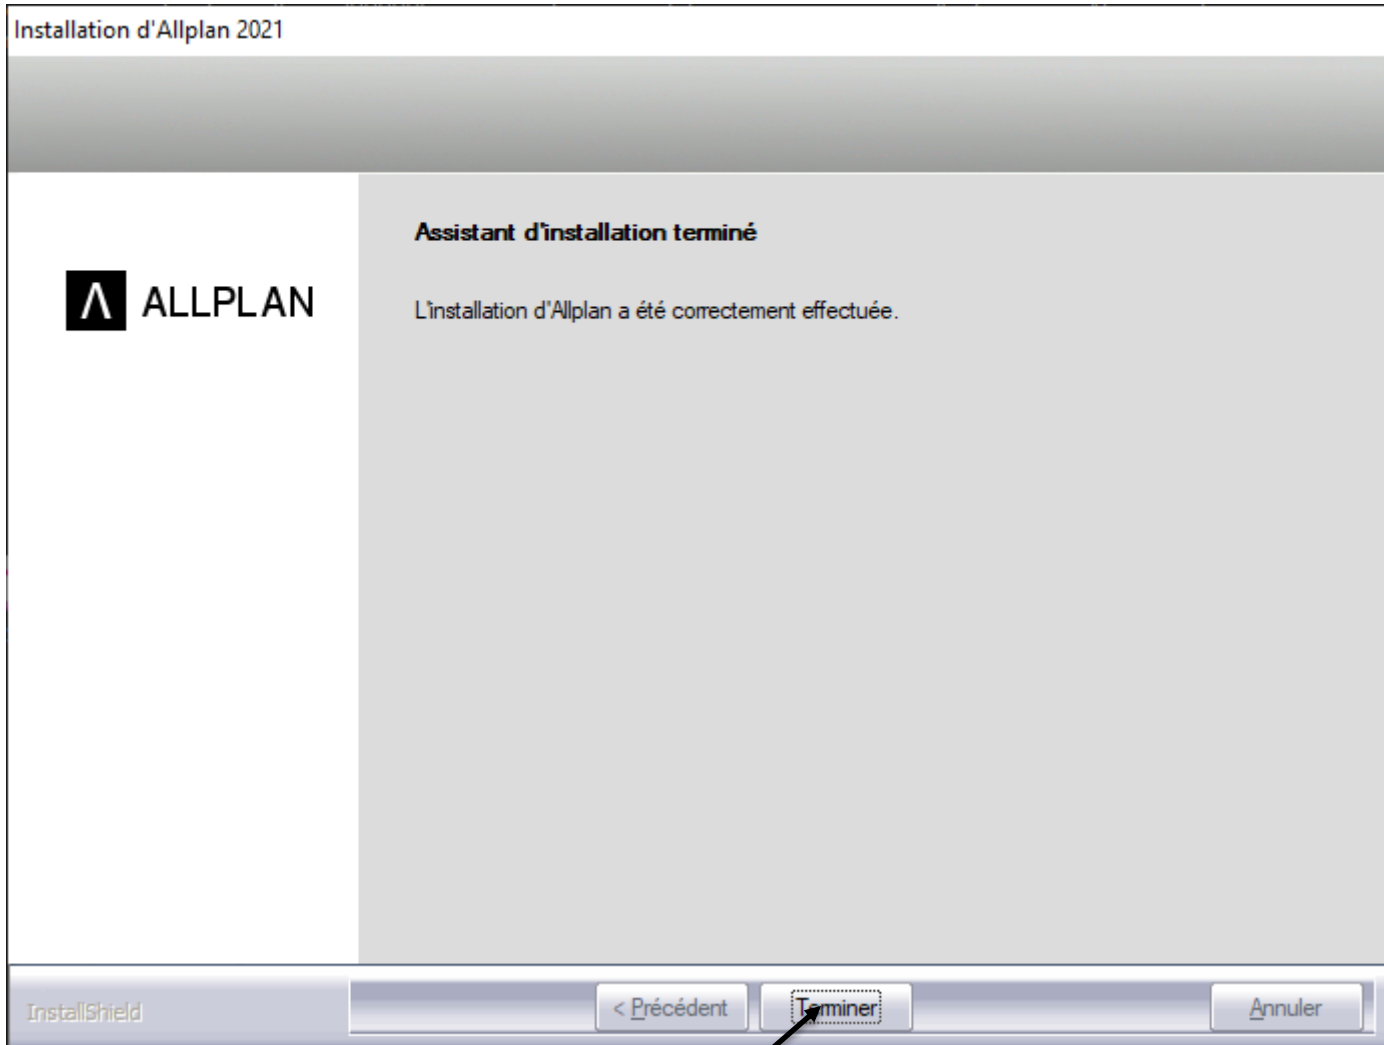 Installation d'Allplan 2021
Assistant d'installation terminé
ALLPLAN
L'installation d'Allplan a été correctement effectuée.
InstallShield
< Précédent
Terminer
Annuler